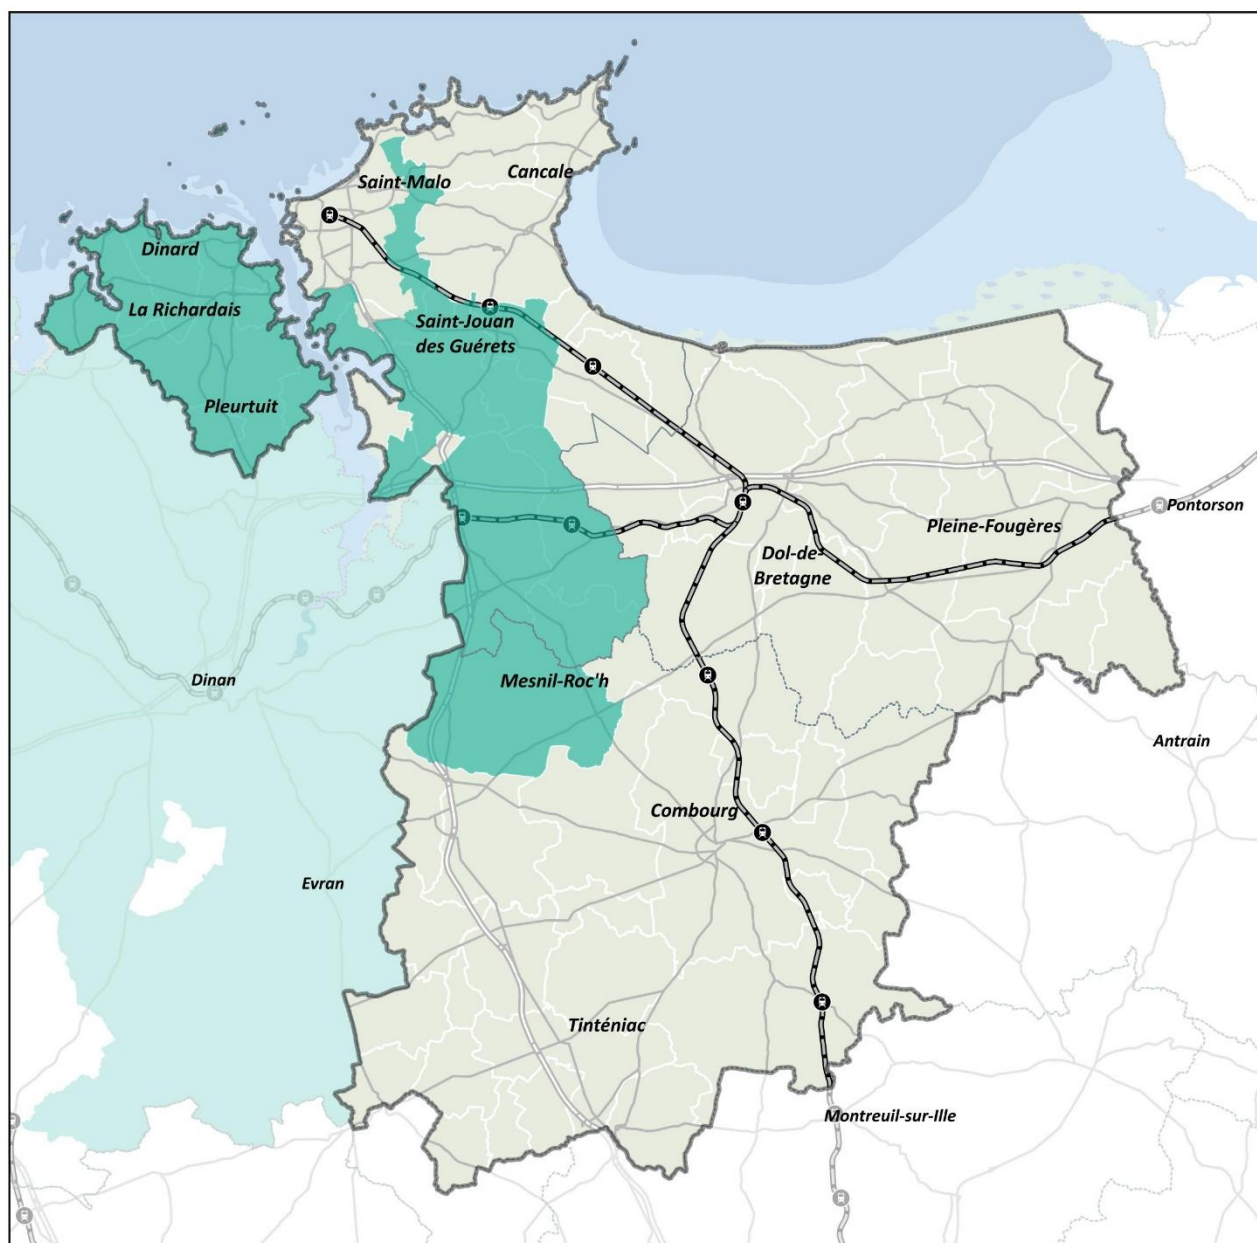 Cancale
Saint-Malo
Dinard
La Richardais
Saint-Jouan
des Guérets
Pleurtuit
Pontorson
Pleine-Fougères
Dol-de-
Bretagne
Dinan
Mesnil-Roc'h
Antrain
Combourg
Evran
Tinténiac
Montreuil-sur-Ille